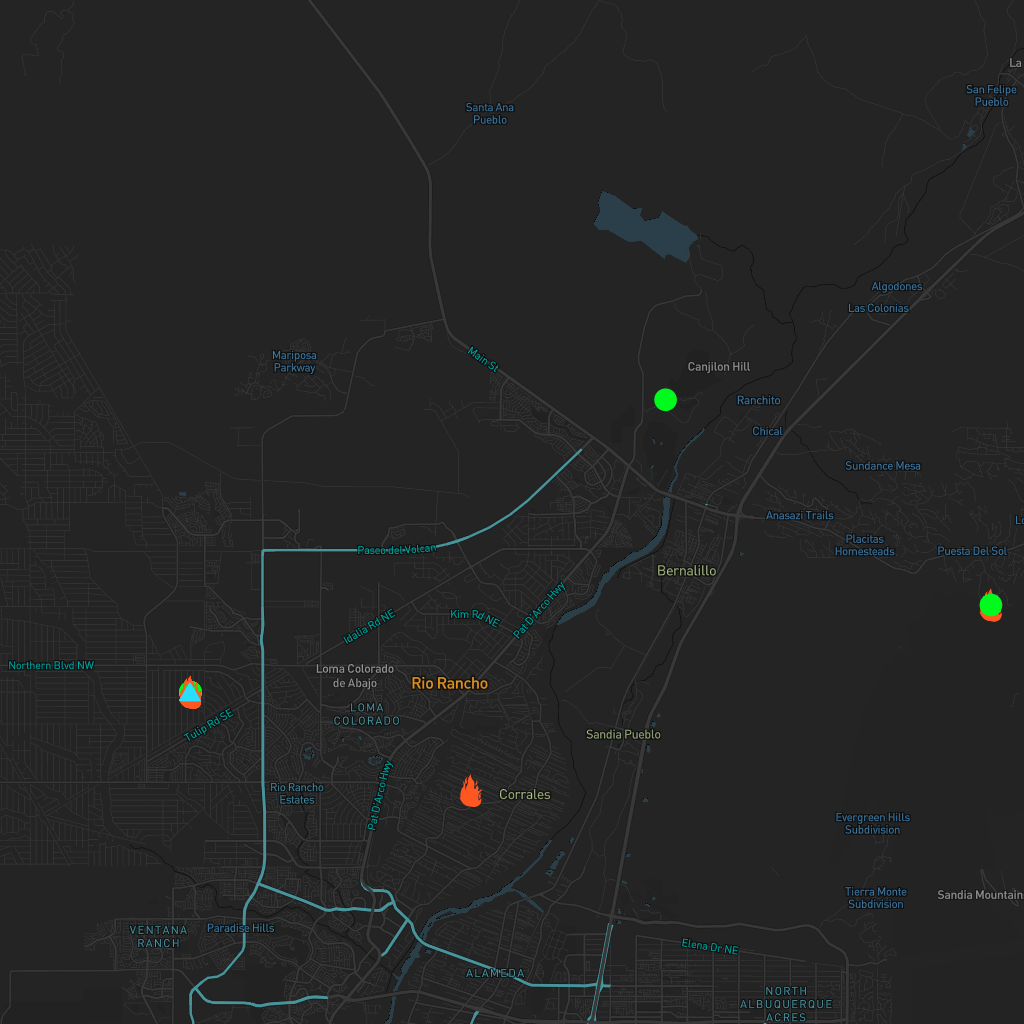 La
San Felipe
Pueblo
Santa Ana
Pueblo
Algodones
Las Colonias
Main St
Mariposa
Parkway
Canjilon Hill
Ranchito
Chical
Sundance Mesa
Anasazi Trails
Lo
Placitas
Homesteads
Puesta Del Sol
Paseo del Volcan
Bernalillo
Pat D'Arco Hwy
Kim Rd NE
Idalia Rd NE
Northern Blvd NW
Loma Colorado
de Abajo
Rio Rancho
LOMA
COLORADO
Tulip Rd SE
Sandia Pueblo
Rio Rancho
Estates
Pat D'Arco Hwy
Corrales
Evergreen Hills
Subdivision
Tierra Monte
Subdivision
Sandia Mountain
VENTANA
RANCH
Paradise Hills
Elena Dr NE
ALAMEDA
NORTH
ALBUQUERQUE
ACRES